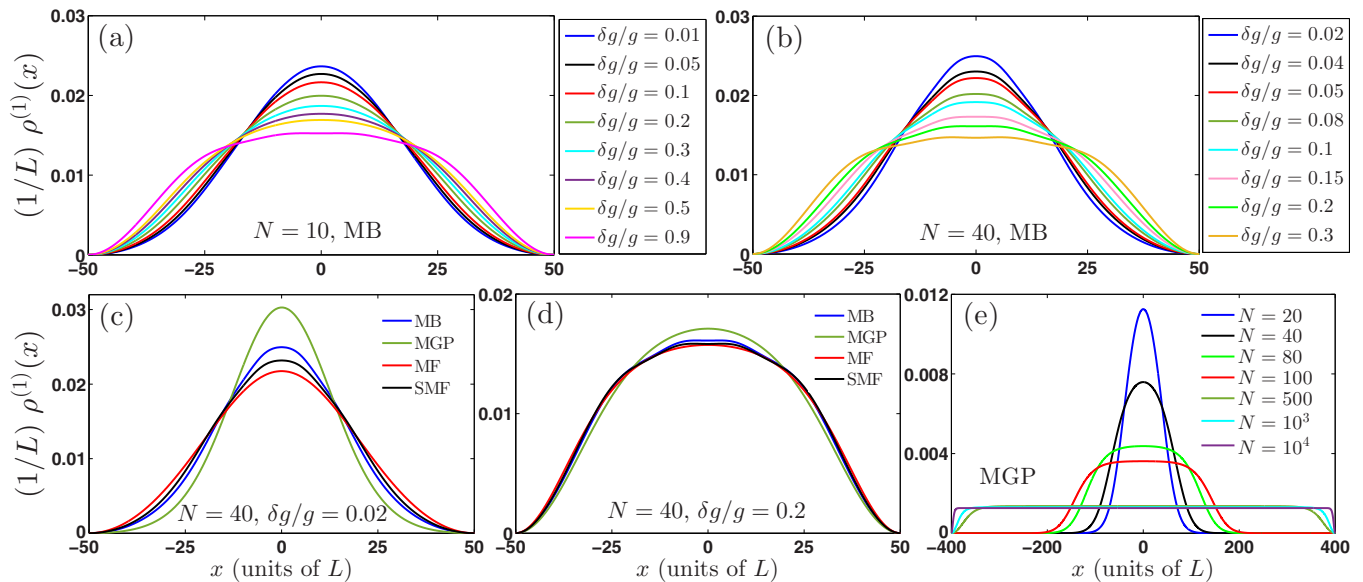 (1/L) ρ^(1)(x)
(a)
0.03
0.02
0.01
0
−50
−25
0
25
50
N = 10, MB
δg/g = 0.01
δg/g = 0.05
δg/g = 0.1
δg/g = 0.2
δg/g = 0.3
δg/g = 0.4
δg/g = 0.5
δg/g = 0.9
(b)
0.03
0.02
0.01
0
−50
−25
0
25
50
N = 40, MB
δg/g = 0.02
δg/g = 0.04
δg/g = 0.05
δg/g = 0.08
δg/g = 0.1
δg/g = 0.15
δg/g = 0.2
δg/g = 0.3
(1/L) ρ^(1)(x)
(c)
0.03
0.02
0.01
0
−50
−25
0
25
50
MB
MGP
MF
SMF
N = 40, δg/g = 0.02
x (units of L)
(d)
0.02
0.01
0
−50
−25
0
25
50
MB
MGP
MF
SMF
N = 40, δg/g = 0.2
x (units of L)
(e)
0.012
0.008
0.004
0
−400
−200
0
200
400
N = 20
N = 40
N = 80
N = 100
N = 500
N = 10³
N = 10⁴
MGP
x (units of L)